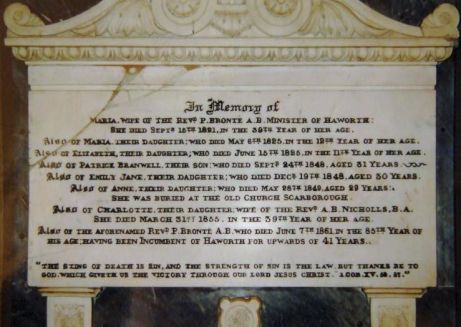 In Memory of
MARIA, WIFE OF THE REVD P. BRONTË A.B. MINISTER OF HAWORTH:
SHE DIED SEPTR 15TH 1821, IN THE 39TH YEAR OF HER AGE.
Also OF MARIA, THEIR DAUGHTER; WHO DIED MAY 6TH 1825, IN THE 12TH YEAR OF HER AGE.
Also OF ELIZABETH, THEIR DAUGHTER; WHO DIED JUNE 15TH 1825, IN THE 11TH YEAR OF HER AGE.
Also OF PATRICK BRANWELL, THEIR SON; WHO DIED SEPTR 24TH 1848, AGED 31 YEARS.
Also OF EMILY JANE, THEIR DAUGHTER; WHO DIED DECR 19TH 1848, AGED 30 YEARS.
Also OF ANNE, THEIR DAUGHTER; WHO DIED MAY 28TH 1849, AGED 29 YEARS:
SHE WAS BURIED AT THE OLD CHURCH SCARBOROUGH.
Also OF CHARLOTTE, THEIR DAUGHTER, WIFE OF THE REVD A.B. NICHOLLS, B.A.
SHE DIED MARCH 31ST 1855, IN THE 39TH YEAR OF HER AGE.
Also OF THE AFORENAMED REVD P. BRONTË A.B. WHO DIED JUNE 7TH 1861, IN THE 85TH YEAR OF
HIS AGE; HAVING BEEN INCUMBENT OF HAWORTH FOR UPWARDS OF 41 YEARS.
"THE STING OF DEATH IS SIN, AND THE STRENGTH OF SIN IS THE LAW, BUT THANKS BE TO
GOD, WHICH GIVETH US THE VICTORY THROUGH OUR LORD JESUS CHRIST. 1 COR. XV. 56. 57."